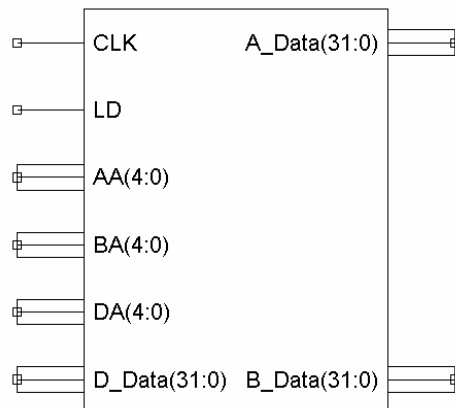 CLK A_Data(31:0)
LD
AA(4:0)
BA(4:0)
DA(4:0)
D_Data(31:0) B_Data(31:0)